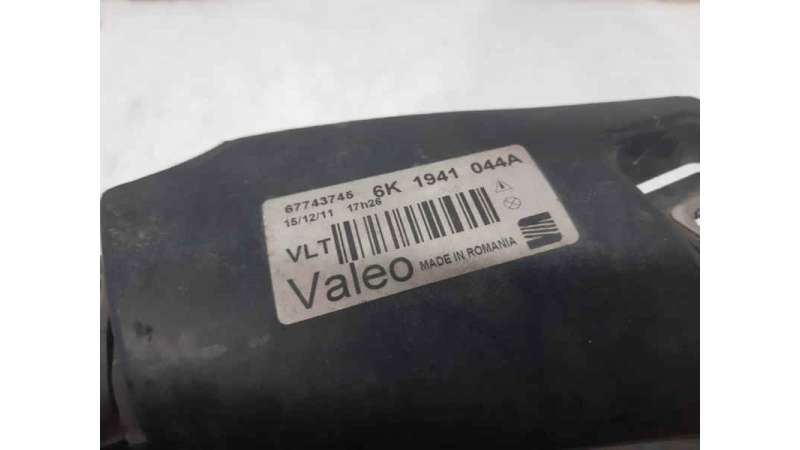 67743745 6K 1941 044A
15/12/11 17h26
VLT
Valeo MADE IN ROMANIA